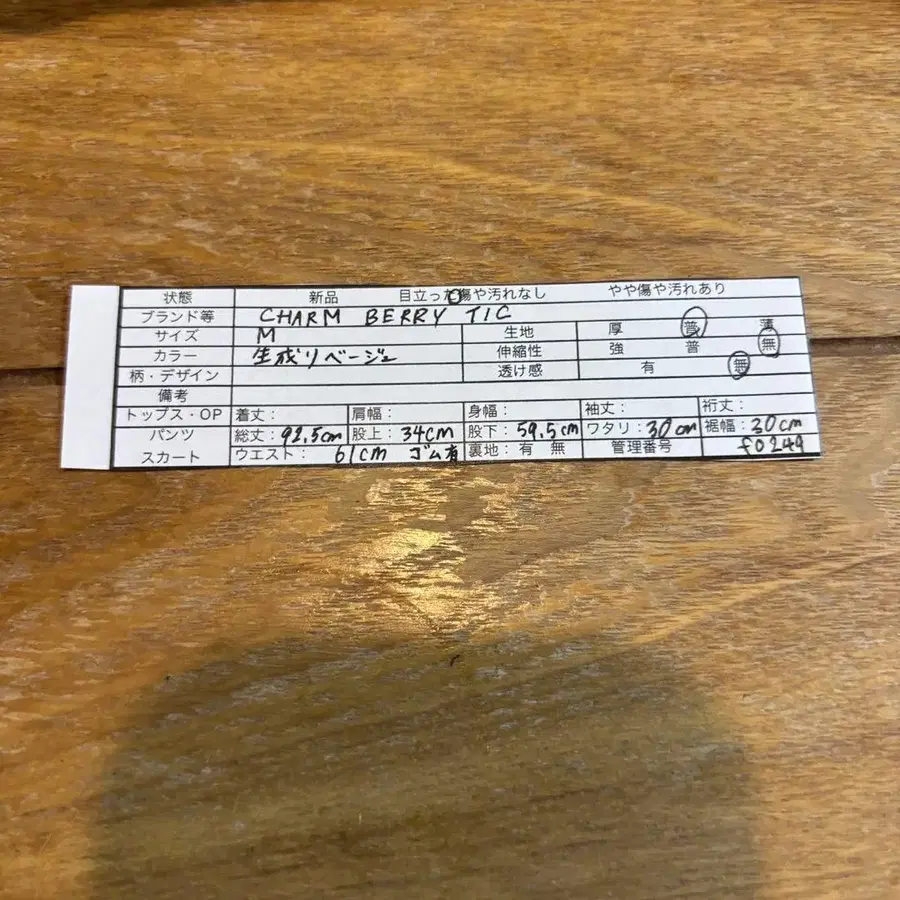 状態 新品 目立った傷や汚れなし やや傷や汚れあり
ブランド等 CHARM BERRY TIC
サイズ M 生地 厚 普 薄
カラー 生成りベージュ 伸縮性 強 普 無
柄・デザイン 透け感 有 無
備考
トップス・OP 着丈: 肩幅: 身幅: 袖丈: 裄丈:
パンツ 総丈:92.5cm 股上:34cm 股下:59.5cm ワタリ:30cm 裾幅:30cm
スカート ウエスト: 61cm ゴム有 裏地:有 無 管理番号 f0249